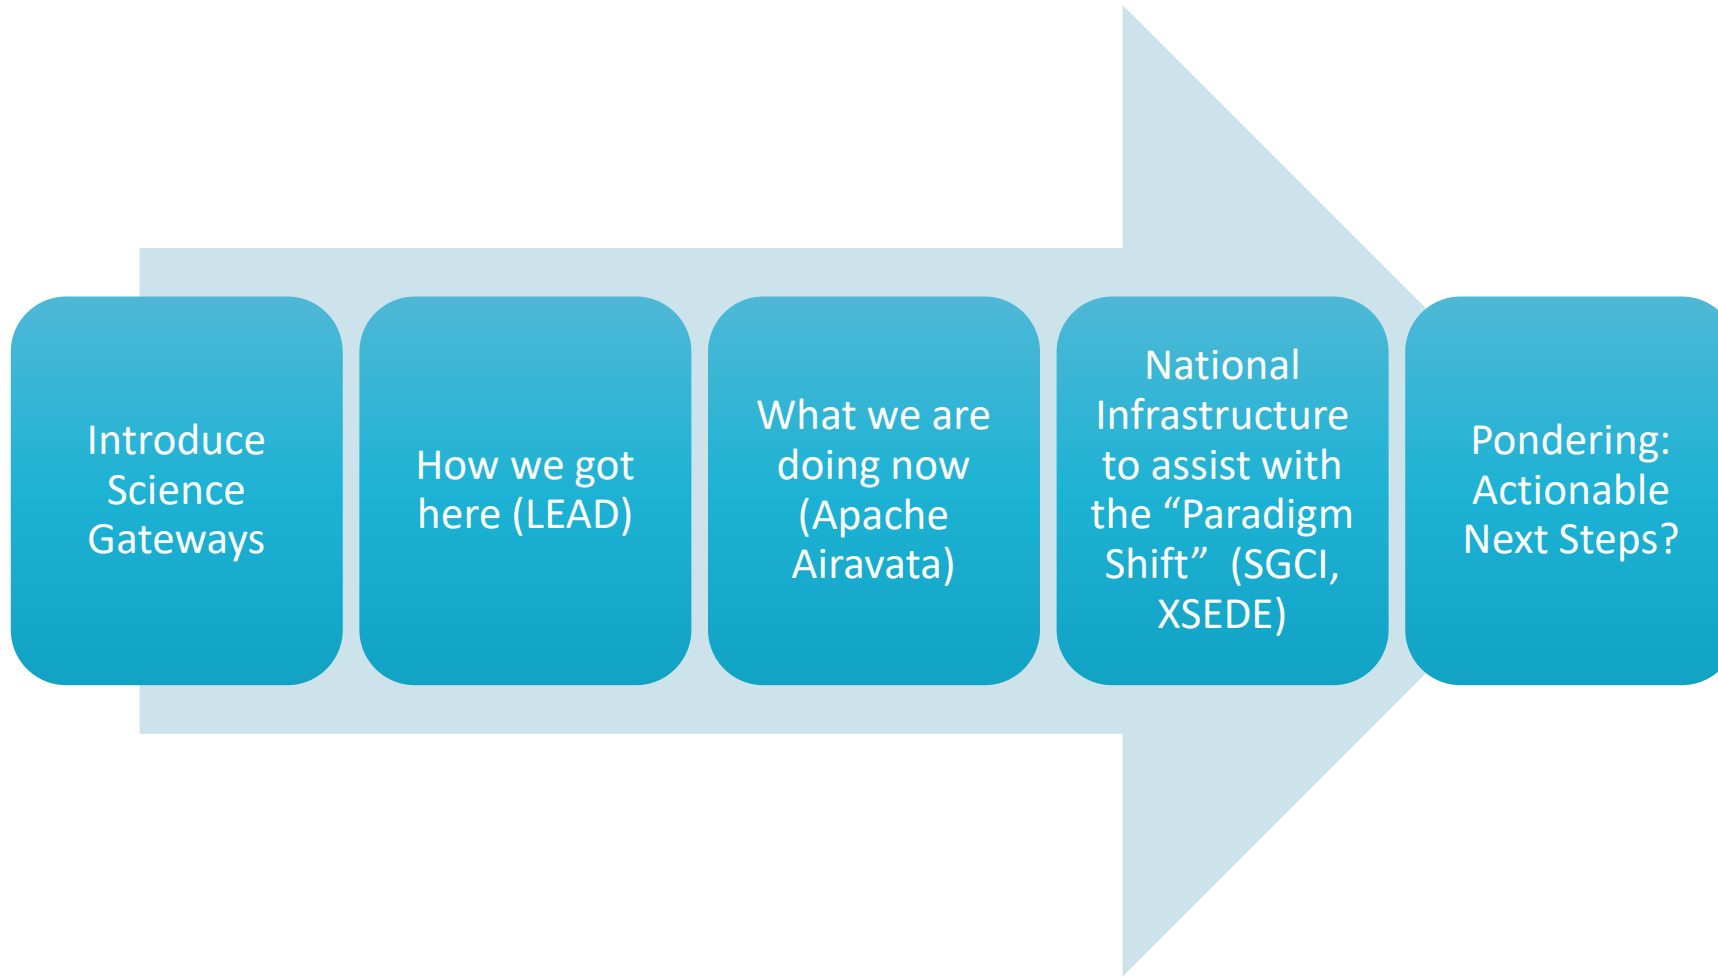 Introduce
Science
Gateways
How we got
here (LEAD)
What we are
doing now
(Apache
Airavata)
National
Infrastructure
to assist with
the “Paradigm
Shift”  (SGCI,
XSEDE)
Pondering:
Actionable
Next Steps?